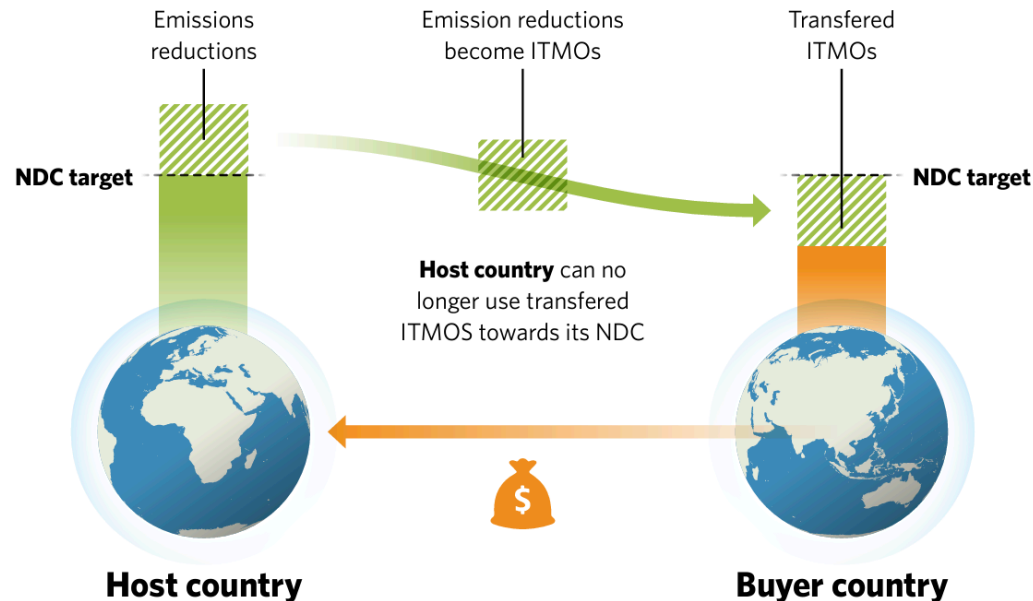 Emissions
reductions
Emission reductions
become ITMOs
Transfered
ITMOs
NDC target
NDC target
Host country can no
longer use transfered
ITMOS towards its NDC
$
Host country
Buyer country